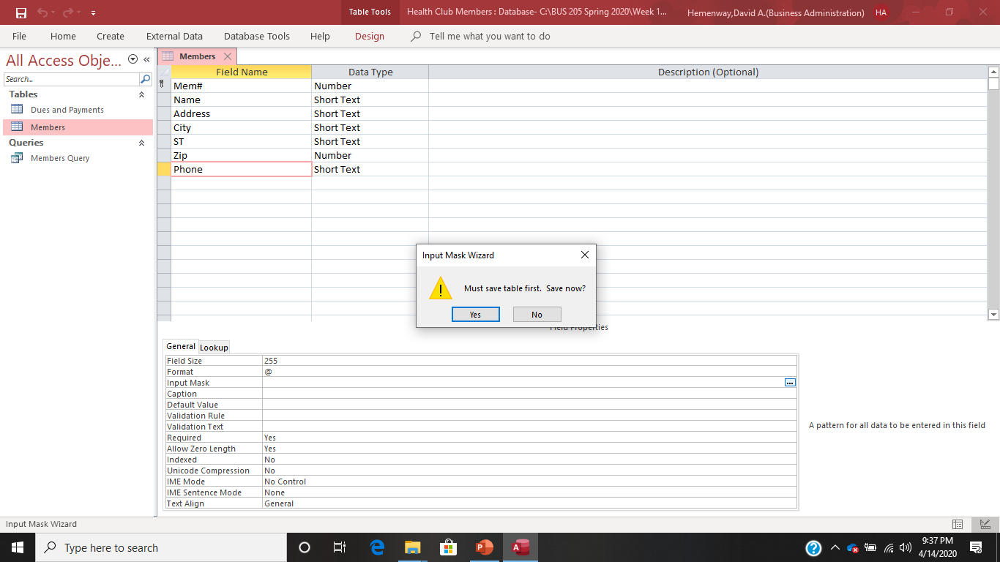 Table Tools
Health Club Members : Database- C:\BUS 205 Spring 2020\Week 1...
Hemenway,David A.(Business Administration)
HA
File
Home
Create
External Data
Database Tools
Help
Design
Tell me what you want to do
All Access Obje...
«
Search...
Tables
Dues and Payments
Members
Queries
Members Query
Members
Field Name Data Type Description (Optional)
Mem# Number
Name Short Text
Address Short Text
City Short Text
ST Short Text
Zip Number
Phone Short Text
Input Mask Wizard
Must save table first.  Save now?
Yes
No
Field Properties
General
Lookup
Field Size 255
Format @
Input Mask
...
Caption
Default Value
Validation Rule
Validation Text
Required Yes
Allow Zero Length Yes
Indexed No
Unicode Compression No
IME Mode No Control
IME Sentence Mode None
Text Align General
A pattern for all data to be entered in this field
Input Mask Wizard
Type here to search
9:37 PM
4/14/2020